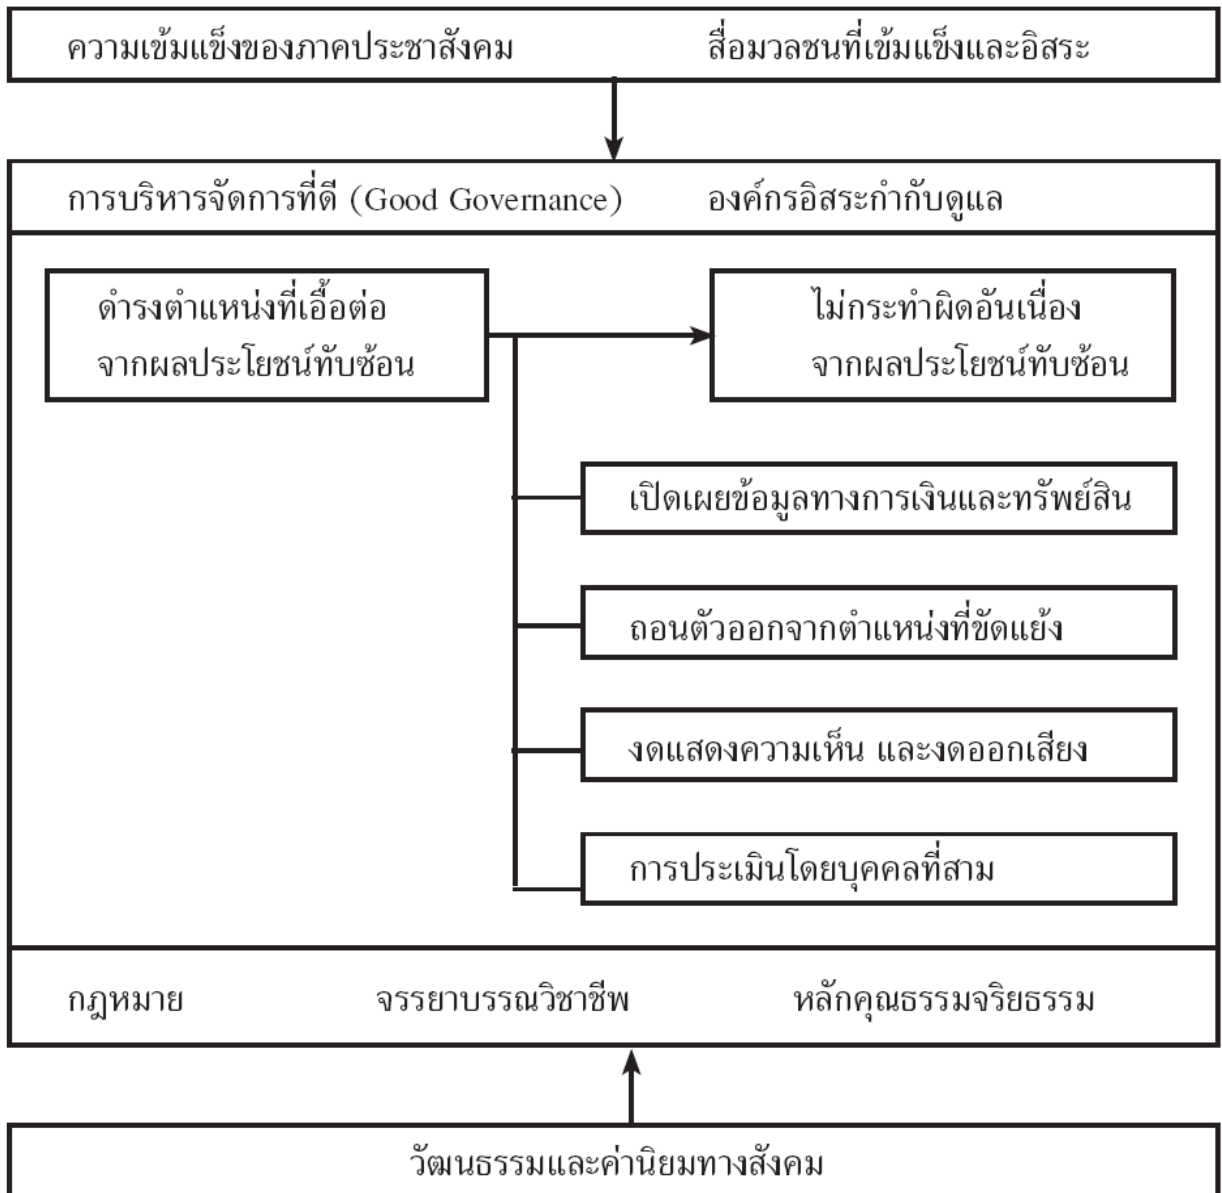 ความเข้มแข็งของภาคประชาสังคม สื่อมวลชนที่เข้มแข็งและอิสระ
การบริหารจัดการที่ดี (Good Governance) องค์กรอิสระกำกับดูแล
ดำรงตำแหน่งที่เอื้อต่อ
จากผลประโยชน์ทับซ้อน
ไม่กระทำผิดอันเนื่อง
จากผลประโยชน์ทับซ้อน
เปิดเผยข้อมูลทางการเงินและทรัพย์สิน
ถอนตัวออกจากตำแหน่งที่ขัดแย้ง
งดแสดงความเห็น และงดออกเสียง
การประเมินโดยบุคคลที่สาม
กฎหมาย จรรยาบรรณวิชาชีพ หลักคุณธรรมจริยธรรม
วัฒนธรรมและค่านิยมทางสังคม